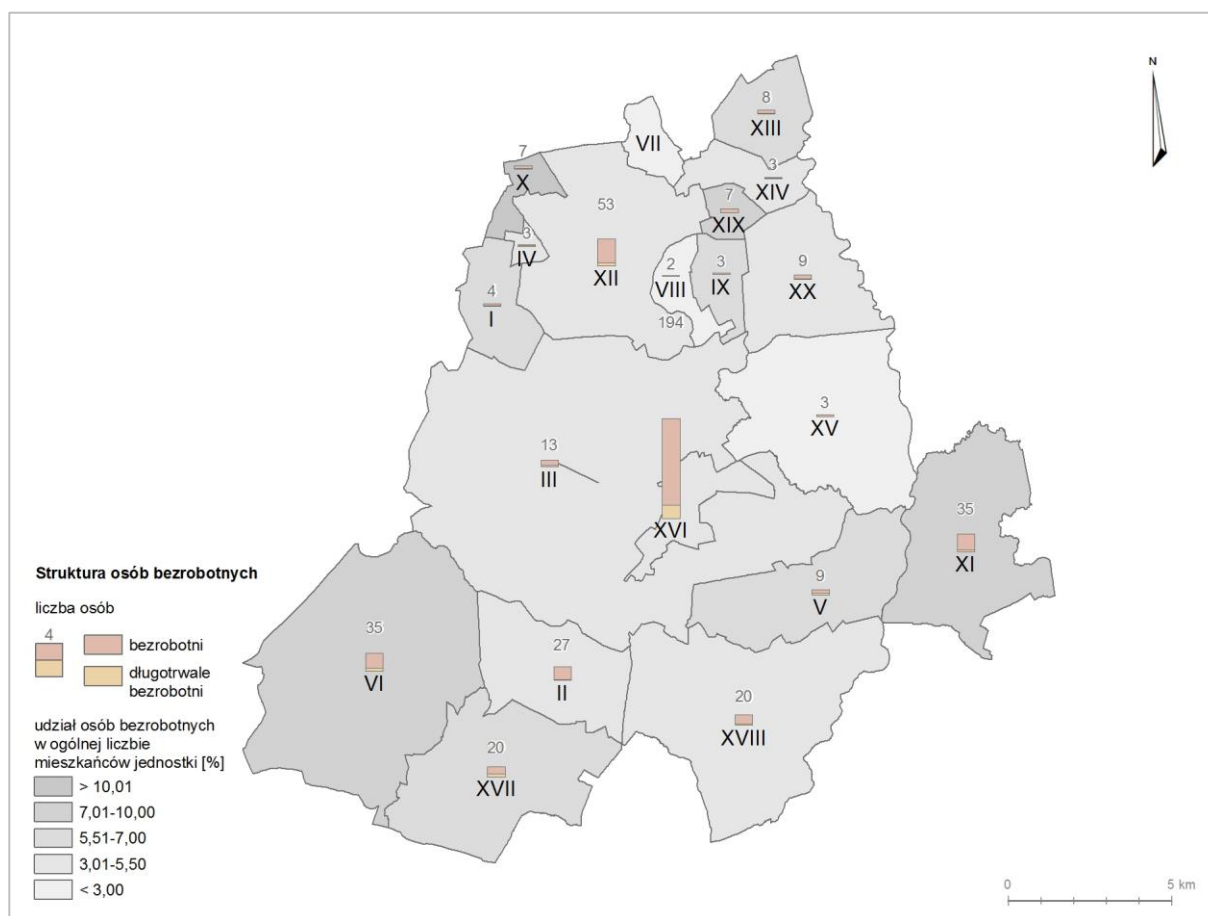 N
8
XIII
VII
7
X
3
XIV
53
XII
7
XIX
3
IV
2
VIII
3
IX
9
XX
4
I
194
XVI
3
XV
13
III
35
XI
9
V
35
VI
27
II
20
XVIII
20
XVII
Struktura osób bezrobotnych
liczba osób
4
bezrobotni
długotrwale
bezrobotni
udział osób bezrobotnych
w ogólnej liczbie
mieszkańców jednostki [%]
> 10,01
7,01-10,00
5,51-7,00
3,01-5,50
< 3,00
0 5 km